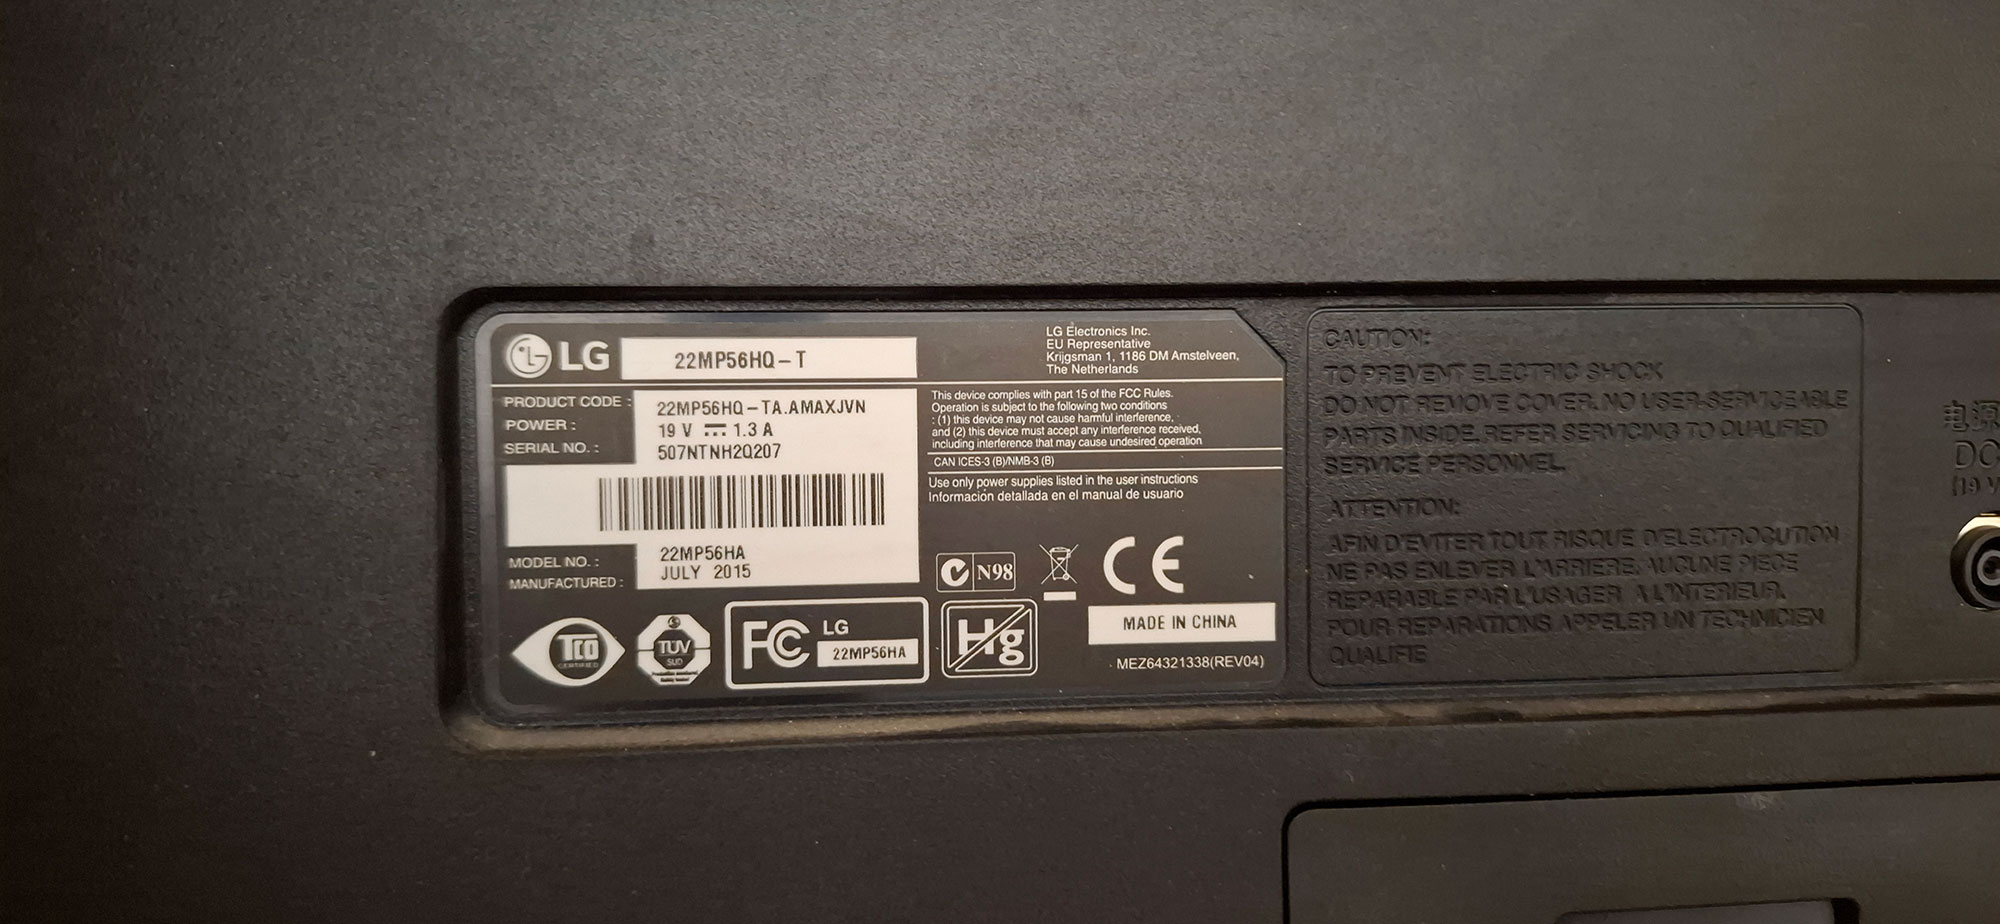 LG 22MP56HQ-T
LG Electronics Inc.
EU Representative
Krijgsman 1, 1186 DM Amstelveen,
The Netherlands
PRODUCT CODE : 22MP56HQ-TA.AMAXJVN
POWER : 19 V ⎓ 1.3 A
SERIAL NO. : 507NTNH2Q207
MODEL NO. : 22MP56HA
MANUFACTURED : JULY 2015
This device complies with part 15 of the FCC Rules.
Operation is subject to the following two conditions
: (1) this device may not cause harmful interference,
and (2) this device must accept any interference received,
including interference that may cause undesired operation
CAN ICES-3 (B)/NMB-3 (B)
Use only power supplies listed in the user instructions
Información detallada en el manual de usuario
N98
CE
TCO
CERTIFIED
TÜV
SÜD
FC LG
22MP56HA
Hg
MADE IN CHINA
MEZ64321338(REV04)
CAUTION:
TO PREVENT ELECTRIC SHOCK
DO NOT REMOVE COVER. NO USER-SERVICEABLE
PARTS INSIDE. REFER SERVICING TO QUALIFIED
SERVICE PERSONNEL.
ATTENTION:
AFIN D'EVITER TOUT RISQUE D'ELECTROCUTION
NE PAS ENLEVER L'ARRIERE. AUCUNE PIECE
REPARABLE PAR L'USAGER A L'INTERIEUR.
POUR REPARATIONS APPELER UN TECHNICIEN
QUALIFIE
电源
DC
(19 V